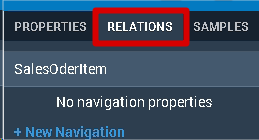 PROPERTIES RELATIONS SAMPLES
SalesOderItem
No navigation properties
+ New Navigation